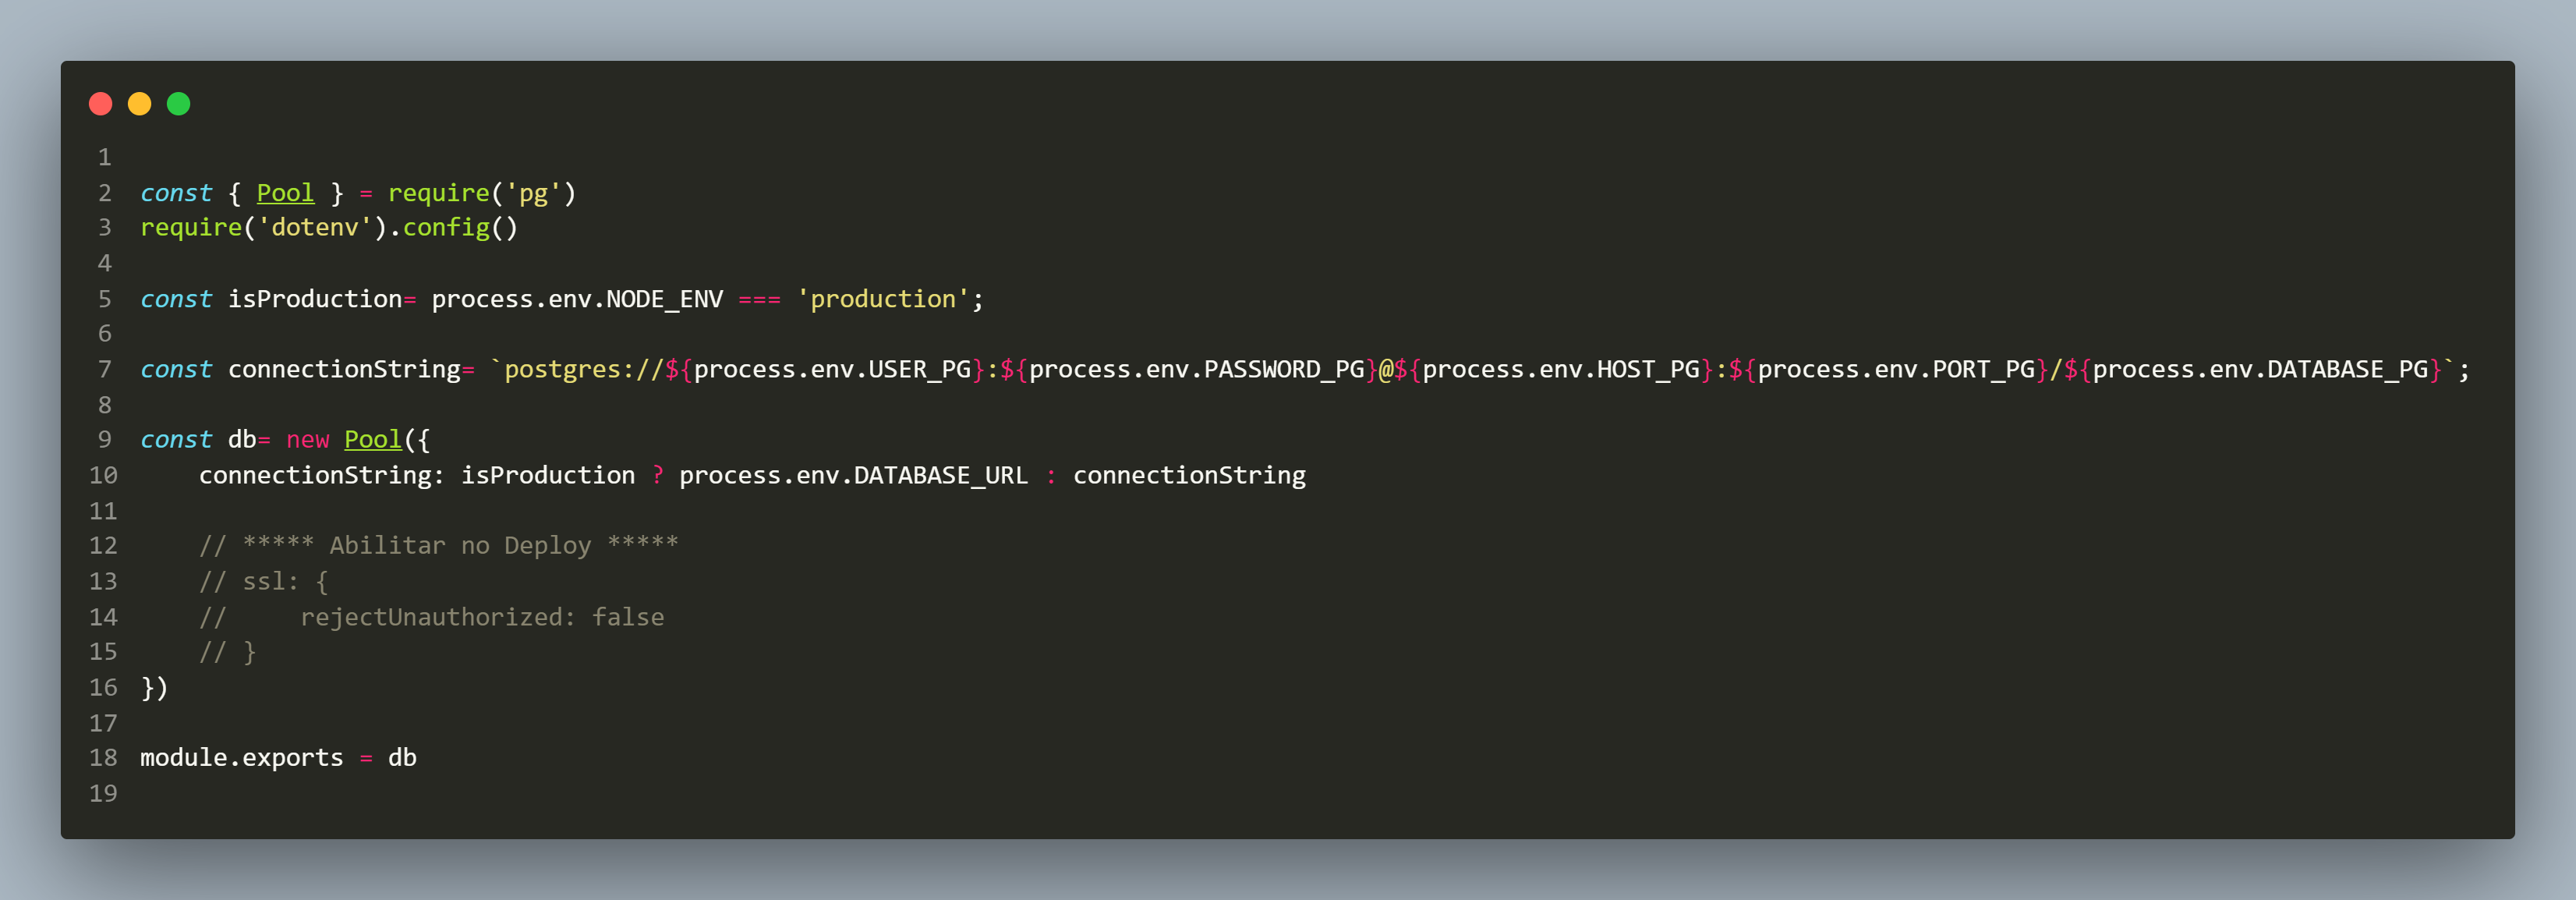 1
2 const { Pool } = require('pg')
3 require('dotenv').config()
4
5 const isProduction= process.env.NODE_ENV === 'production';
6
7 const connectionString= `postgres://${process.env.USER_PG}:${process.env.PASSWORD_PG}@${process.env.HOST_PG}:${process.env.PORT_PG}/${process.env.DATABASE_PG}`;
8
9 const db= new Pool({
10     connectionString: isProduction ? process.env.DATABASE_URL : connectionString
11
12     // ***** Abilitar no Deploy *****
13     // ssl: {
14     //     rejectUnauthorized: false
15     // }
16 })
17
18 module.exports = db
19